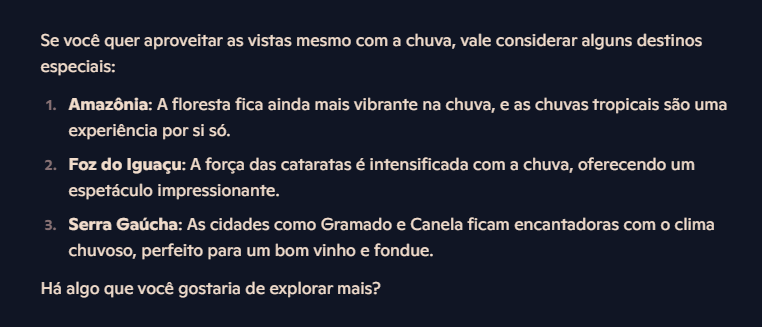 Se você quer aproveitar as vistas mesmo com a chuva, vale considerar alguns destinos
especiais:
1. Amazônia: A floresta fica ainda mais vibrante na chuva, e as chuvas tropicais são uma
experiência por si só.
2. Foz do Iguaçu: A força das cataratas é intensificada com a chuva, oferecendo um
espetáculo impressionante.
3. Serra Gaúcha: As cidades como Gramado e Canela ficam encantadoras com o clima
chuvoso, perfeito para um bom vinho e fondue.
Há algo que você gostaria de explorar mais?